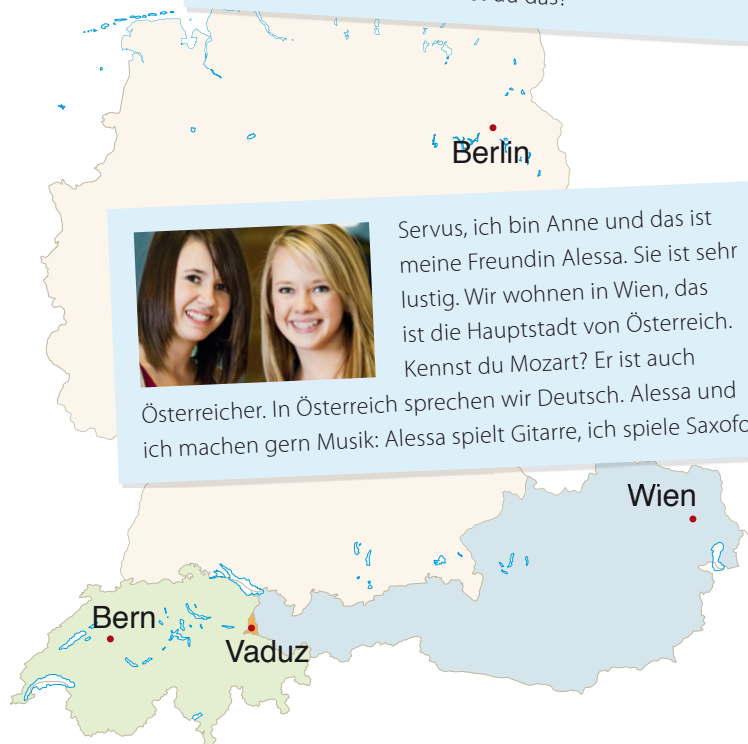 du das?
Berlin
Servus, ich bin Anne und das ist
meine Freundin Alessa. Sie ist sehr
lustig. Wir wohnen in Wien, das
ist die Hauptstadt von Österreich.
Kennst du Mozart? Er ist auch
Österreicher. In Österreich sprechen wir Deutsch. Alessa und
ich machen gern Musik: Alessa spielt Gitarre, ich spiele
Wien
Bern
Vaduz